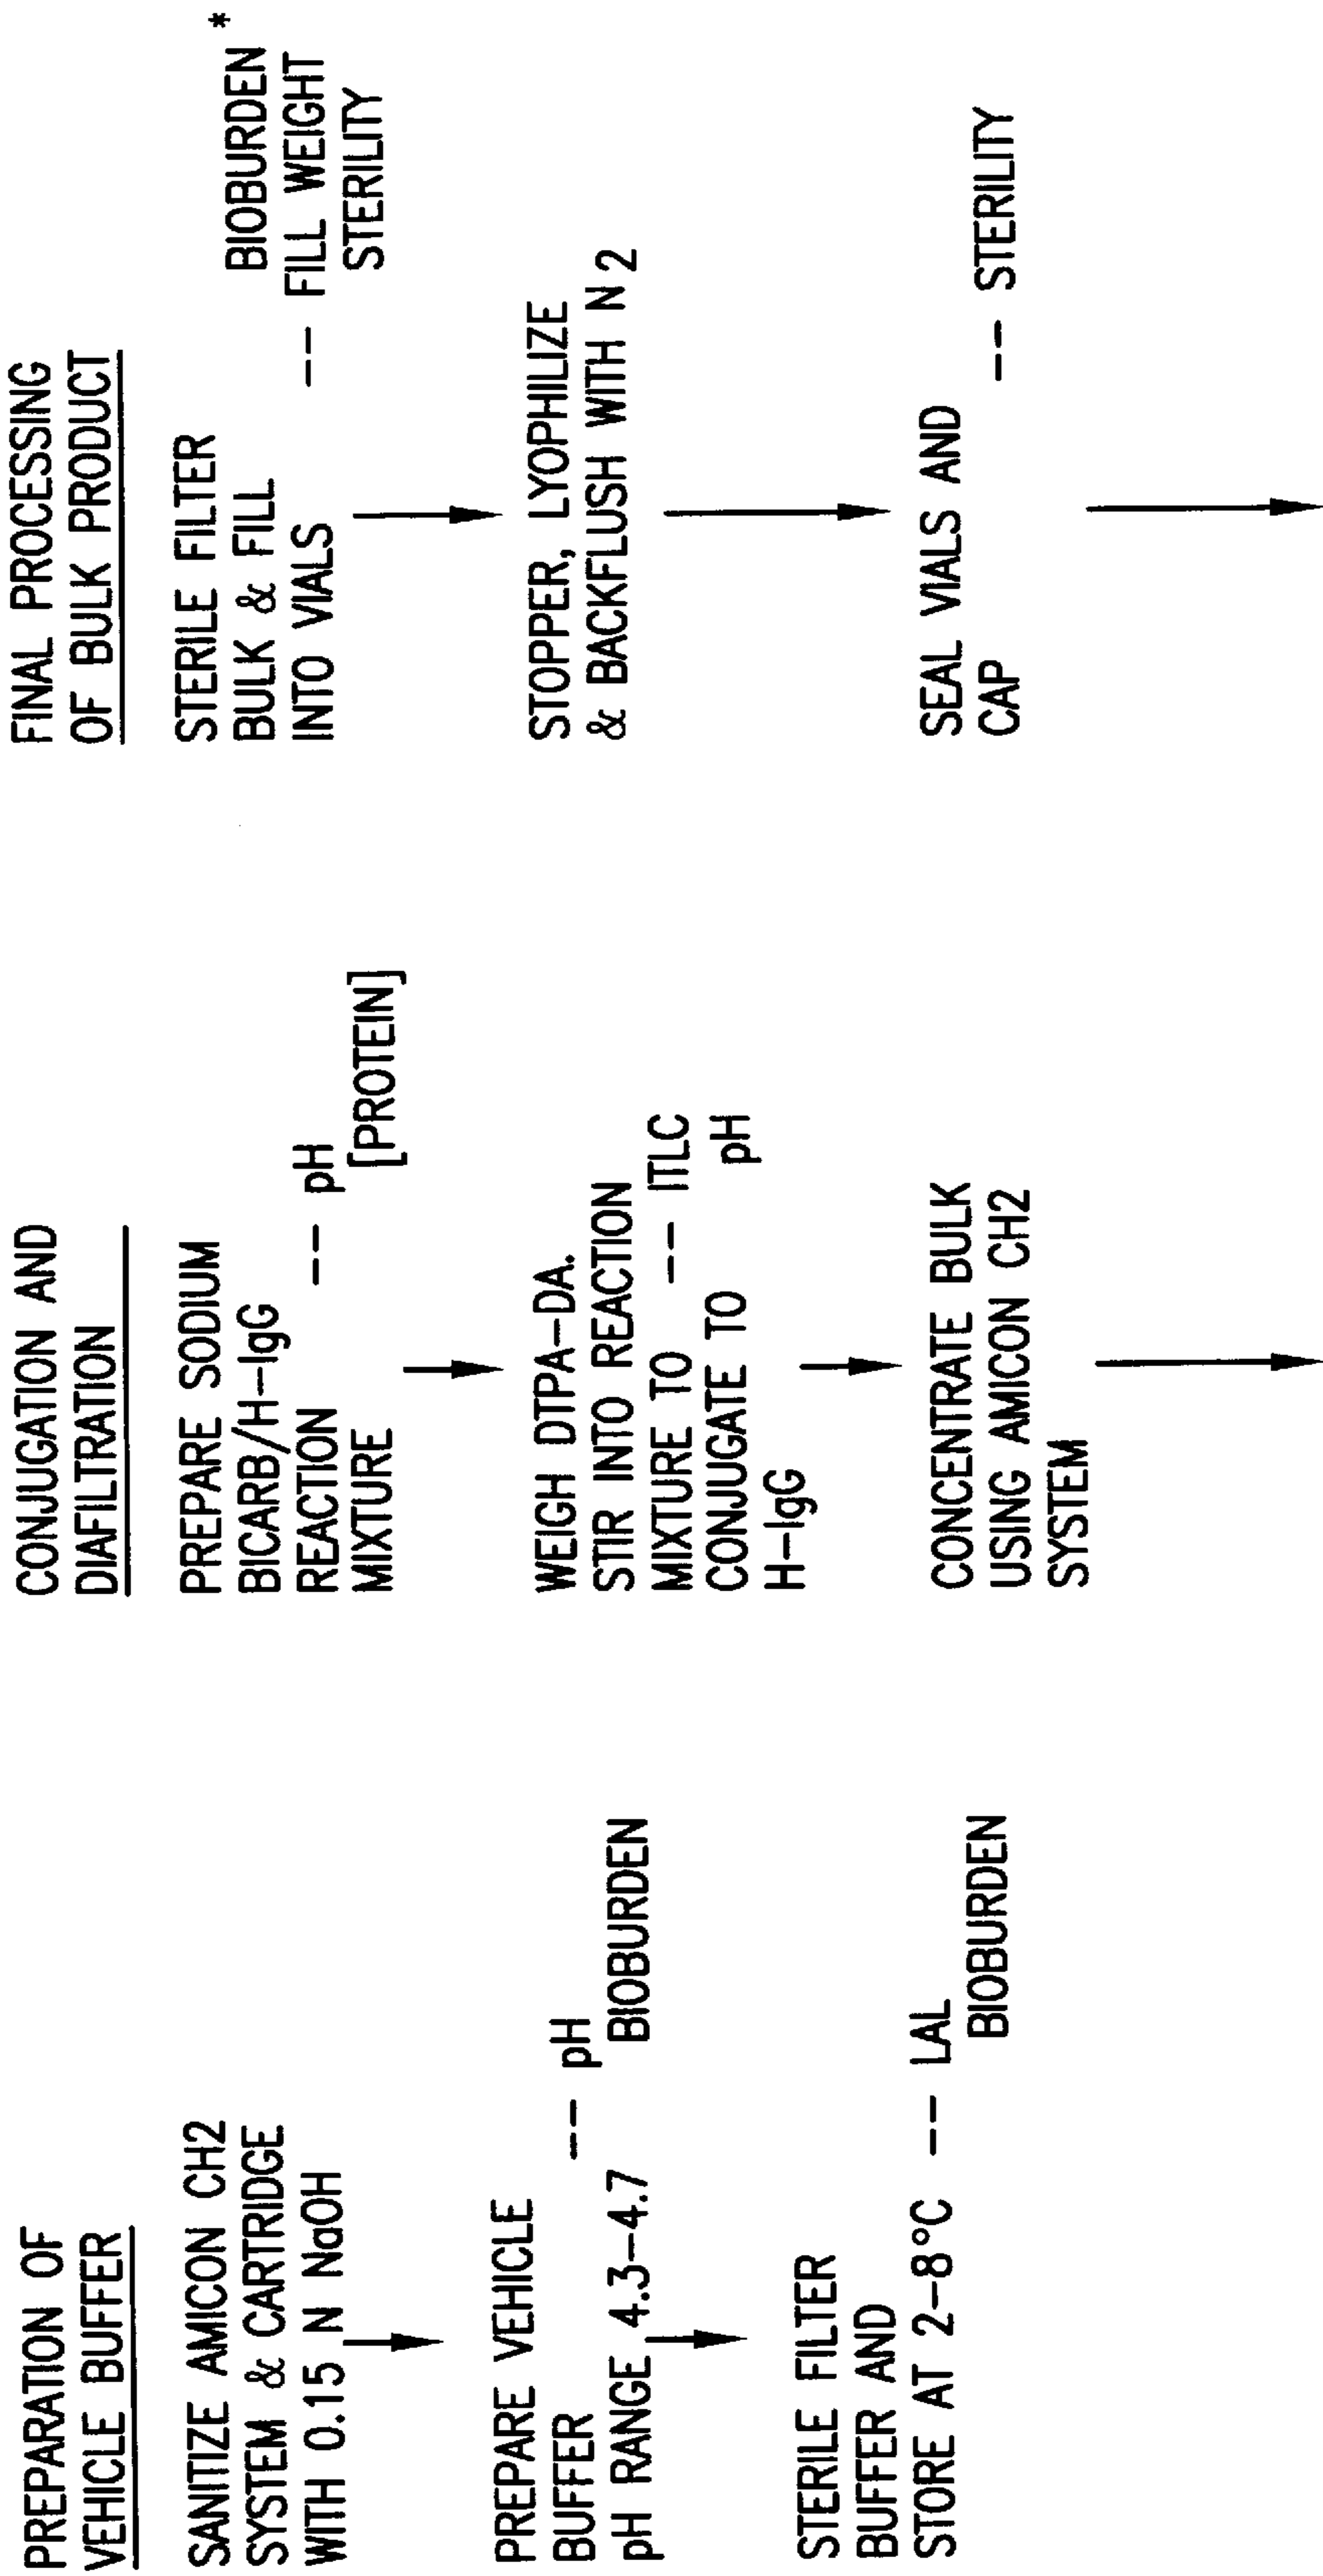 PREPARATION OF
VEHICLE BUFFER
SANITIZE AMICON CH2
SYSTEM & CARTRIDGE
WITH 0.15 N NaOH
PREPARE VEHICLE
BUFFER -- pH
pH RANGE 4.3-4.7 BIOBURDEN
STERILE FILTER
BUFFER AND
STORE AT 2-8°C -- LAL
BIOBURDEN
CONJUGATION AND
DIAFILTRATION
PREPARE SODIUM
BICARB/H-IgG
REACTION -- pH
MIXTURE [PROTEIN]
WEIGH DTPA-DA.
STIR INTO REACTION
MIXTURE TO -- ITLC
CONJUGATE TO pH
H-IgG
CONCENTRATE BULK
USING AMICON CH2
SYSTEM
FINAL PROCESSING
OF BULK PRODUCT
STERILE FILTER *
BULK & FILL BIOBURDEN
INTO VIALS -- FILL WEIGHT
STERILITY
STOPPER, LYOPHILIZE
& BACKFLUSH WITH N2
SEAL VIALS AND
CAP -- STERILITY